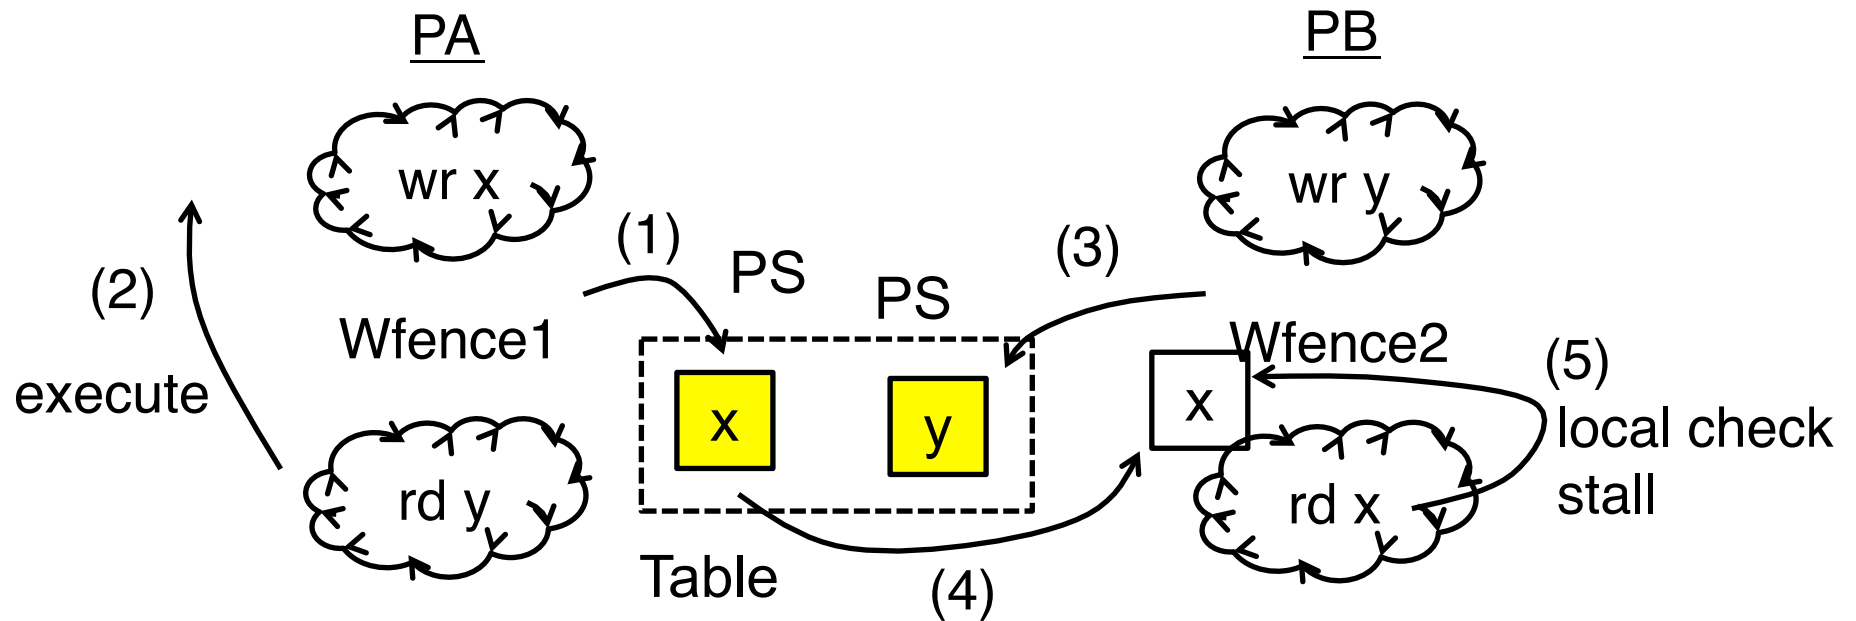 PA
PB
wr x
wr y
(1)
(3)
PS
PS
(2)
Wfence1
Wfence2
(5)
execute
x
y
x
local check
stall
rd y
rd x
Table
(4)